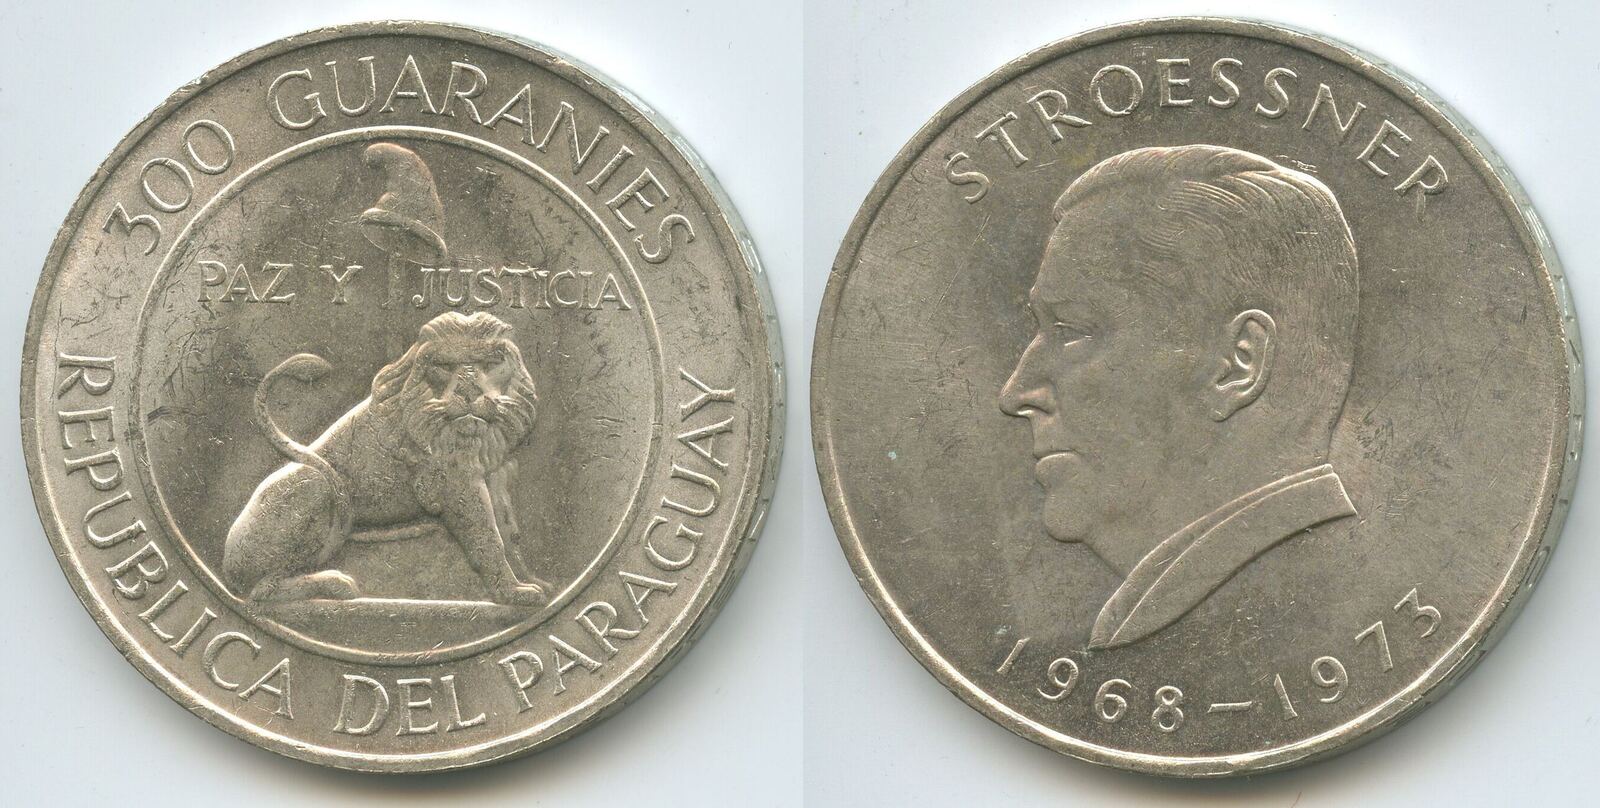 300 GUARANIES
PAZ Y JUSTICIA
REPUBLICA DEL PARAGUAY
STROESSNER
1968-1973